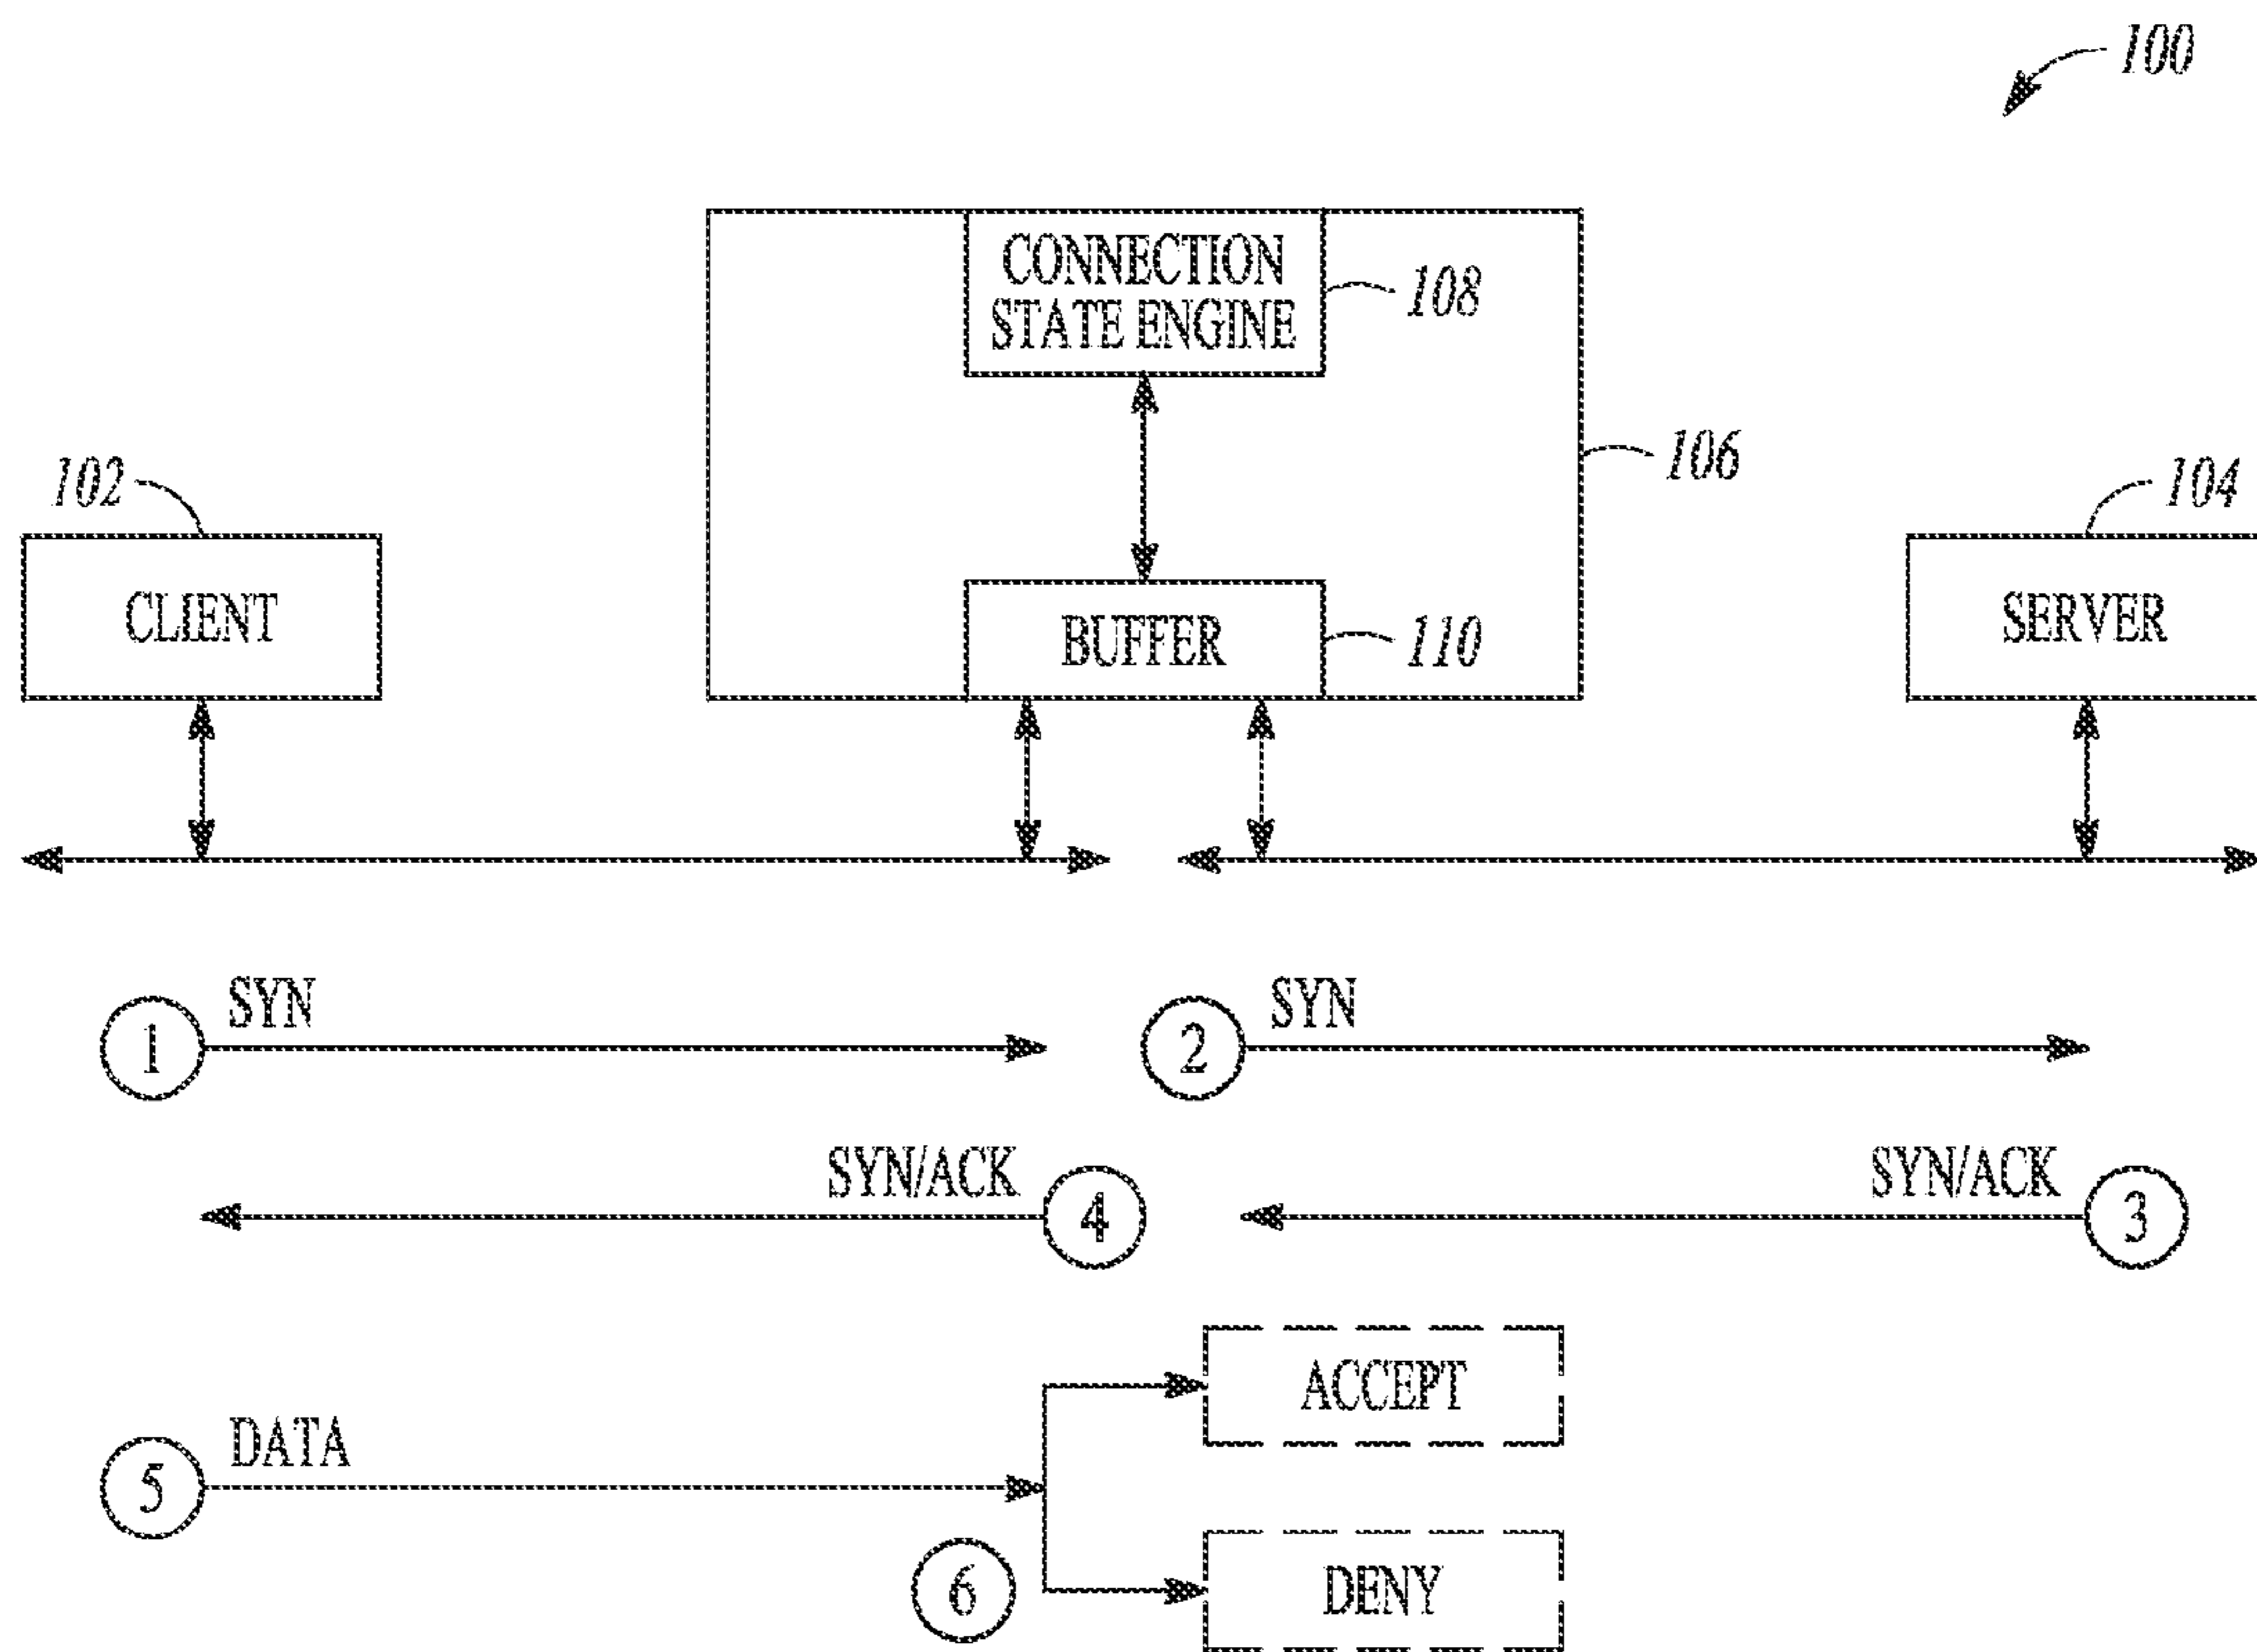 100
CONNECTION
STATE ENGINE
108
106
102
104
CLIENT
BUFFER
110
SERVER
1 SYN
2 SYN
SYN/ACK 4
SYN/ACK 3
ACCEPT
5 DATA
6
DENY